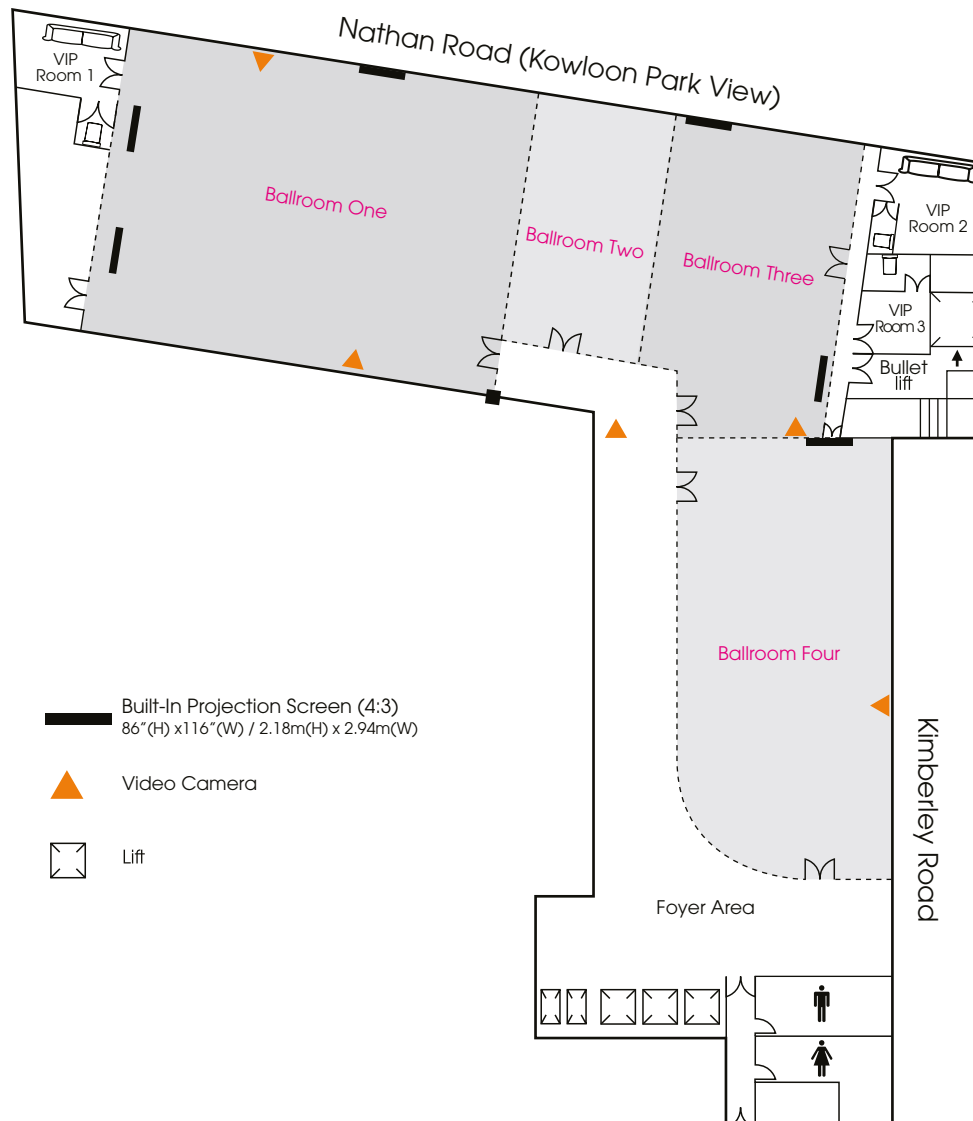 Nathan Road (Kowloon Park View)
VIP
Room 1
Ballroom One
Ballroom Two
Ballroom Three
VIP
Room 2
VIP
Room 3
Bullet
lift
Ballroom Four
Built-In Projection Screen (4:3)
86”(H) x116”(W) / 2.18m(H) x 2.94m(W)
Video Camera
Lift
Kimberley Road
Foyer Area